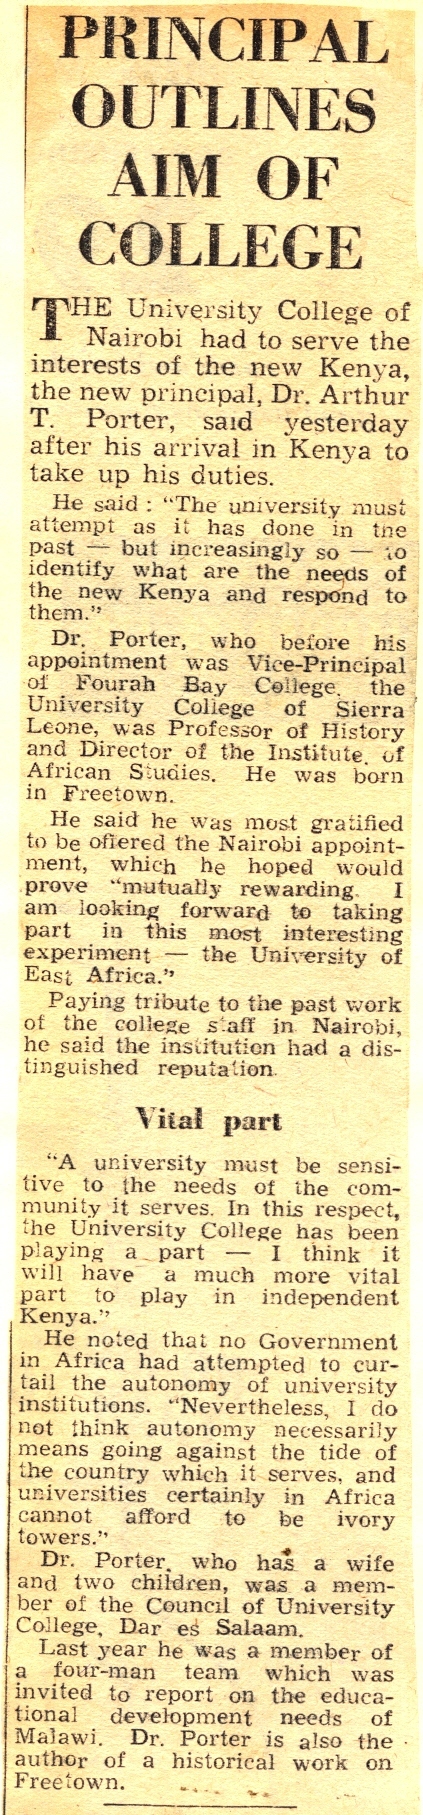 PRINCIPAL
OUTLINES
AIM OF
COLLEGE
THE University College of
Nairobi had to serve the
interests of the new Kenya,
the new principal, Dr. Arthur
T. Porter, said yesterday
after his arrival in Kenya to
take up his duties.
He said : "The university must
attempt as it has done in the
past — but increasingly so — to
identify what are the needs of
the new Kenya and respond to
them."
Dr. Porter, who before his
appointment was Vice-Principal
of Fourah Bay College, the
University College of Sierra
Leone, was Professor of History
and Director of the Institute of
African Studies. He was born
in Freetown.
He said he was most gratified
to be offered the Nairobi appoint-
ment, which he hoped would
prove "mutually rewarding. I
am looking forward to taking
part in this most interesting
experiment — the University of
East Africa."
Paying tribute to the past work
of the college staff in Nairobi,
he said the institution had a dis-
tinguished reputation.
Vital part
"A university must be sensi-
tive to the needs of the com-
munity it serves. In this respect,
the University College has been
playing a part — I think it
will have a much more vital
part to play in independent
Kenya."
He noted that no Government
in Africa had attempted to cur-
tail the autonomy of university
institutions. "Nevertheless, I do
not think autonomy necessarily
means going against the tide of
the country which it serves, and
universities certainly in Africa
cannot afford to be ivory
towers."
Dr. Porter, who has a wife
and two children, was a mem-
ber of the Council of University
College, Dar es Salaam.
Last year he was a member of
a four-man team which was
invited to report on the educa-
tional development needs of
Malawi. Dr. Porter is also the
author of a historical work on
Freetown.